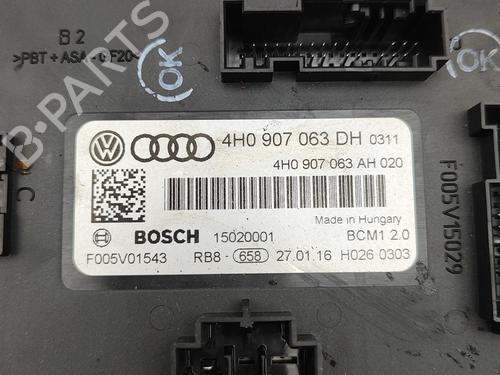 B 2
>PBT+ASA-GF20<
OK
OK
4H0 907 063 DH 0311
4H0 907 063 AH 020
Made in Hungary
BOSCH 15020001 BCM1 2.0
F005V01543 RB8- 658 27.01.16 H026 0303
C
F005V15029
B-PARTS